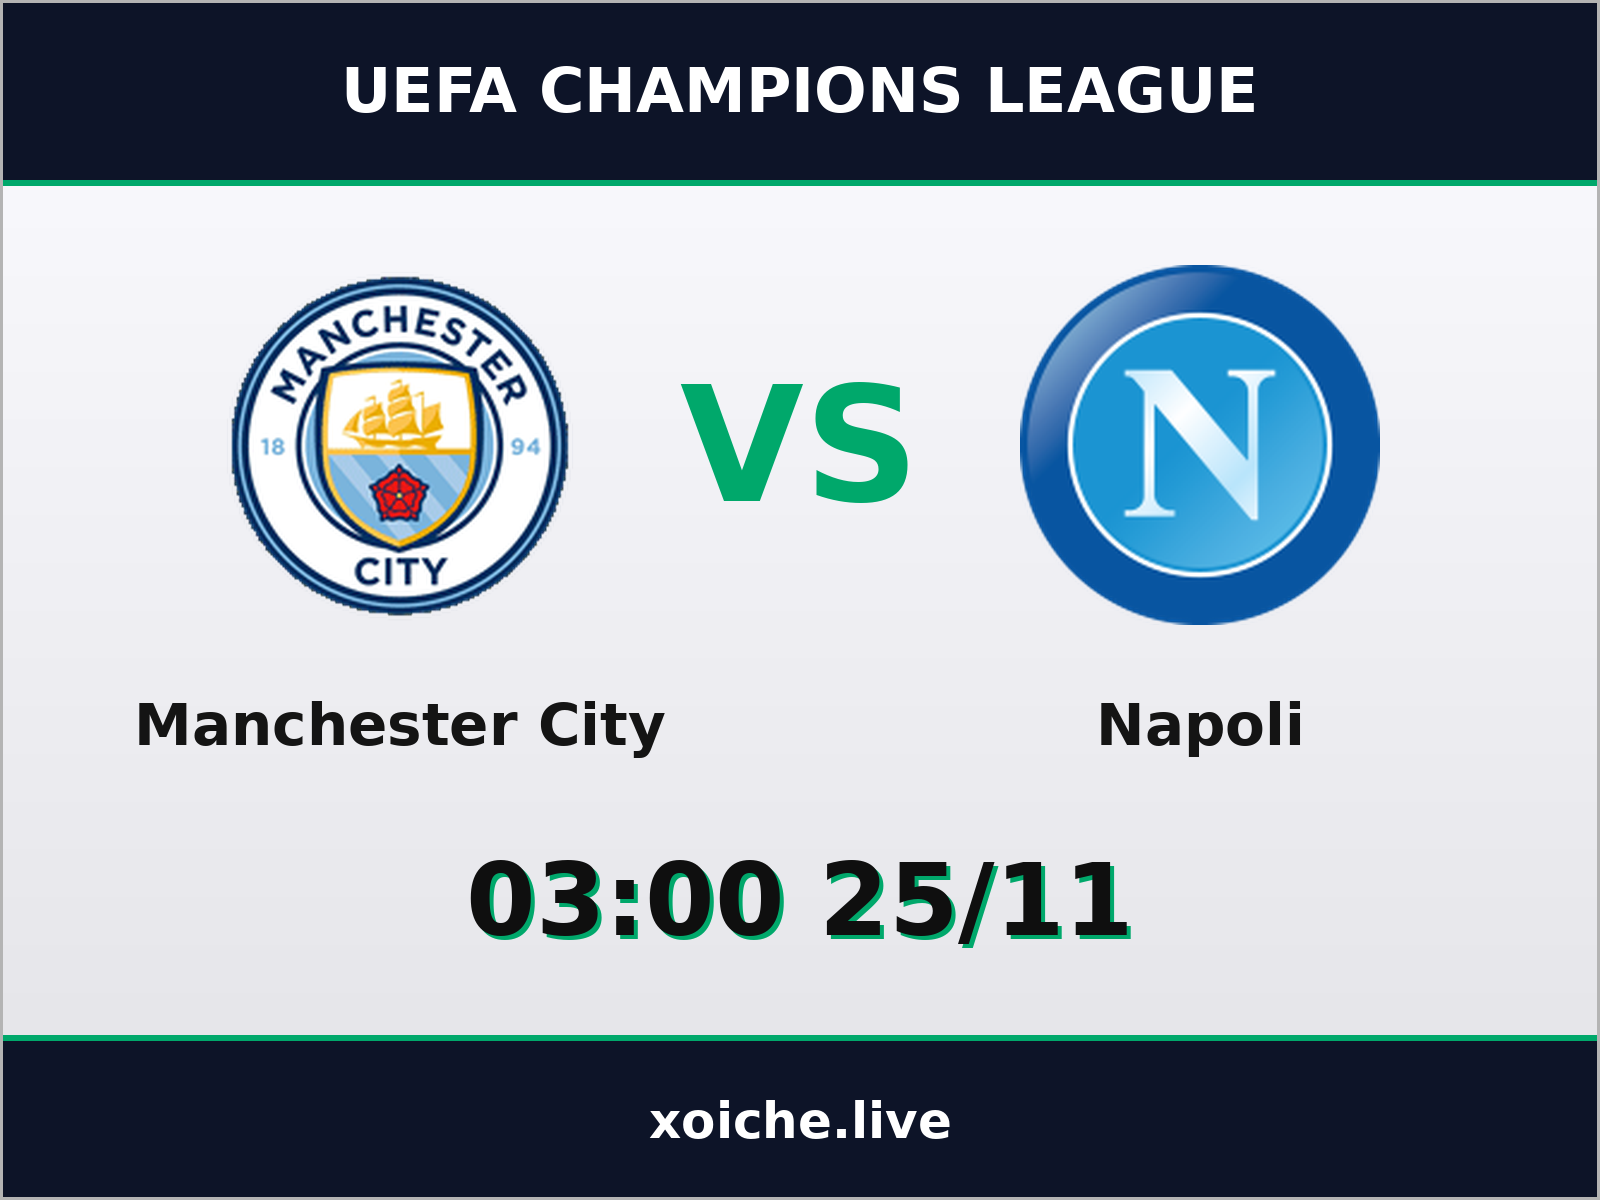 UEFA CHAMPIONS LEAGUE
MANCHESTER
18 94
CITY
N
VS
Manchester City
Napoli
03:00 25/11
xoiche.live